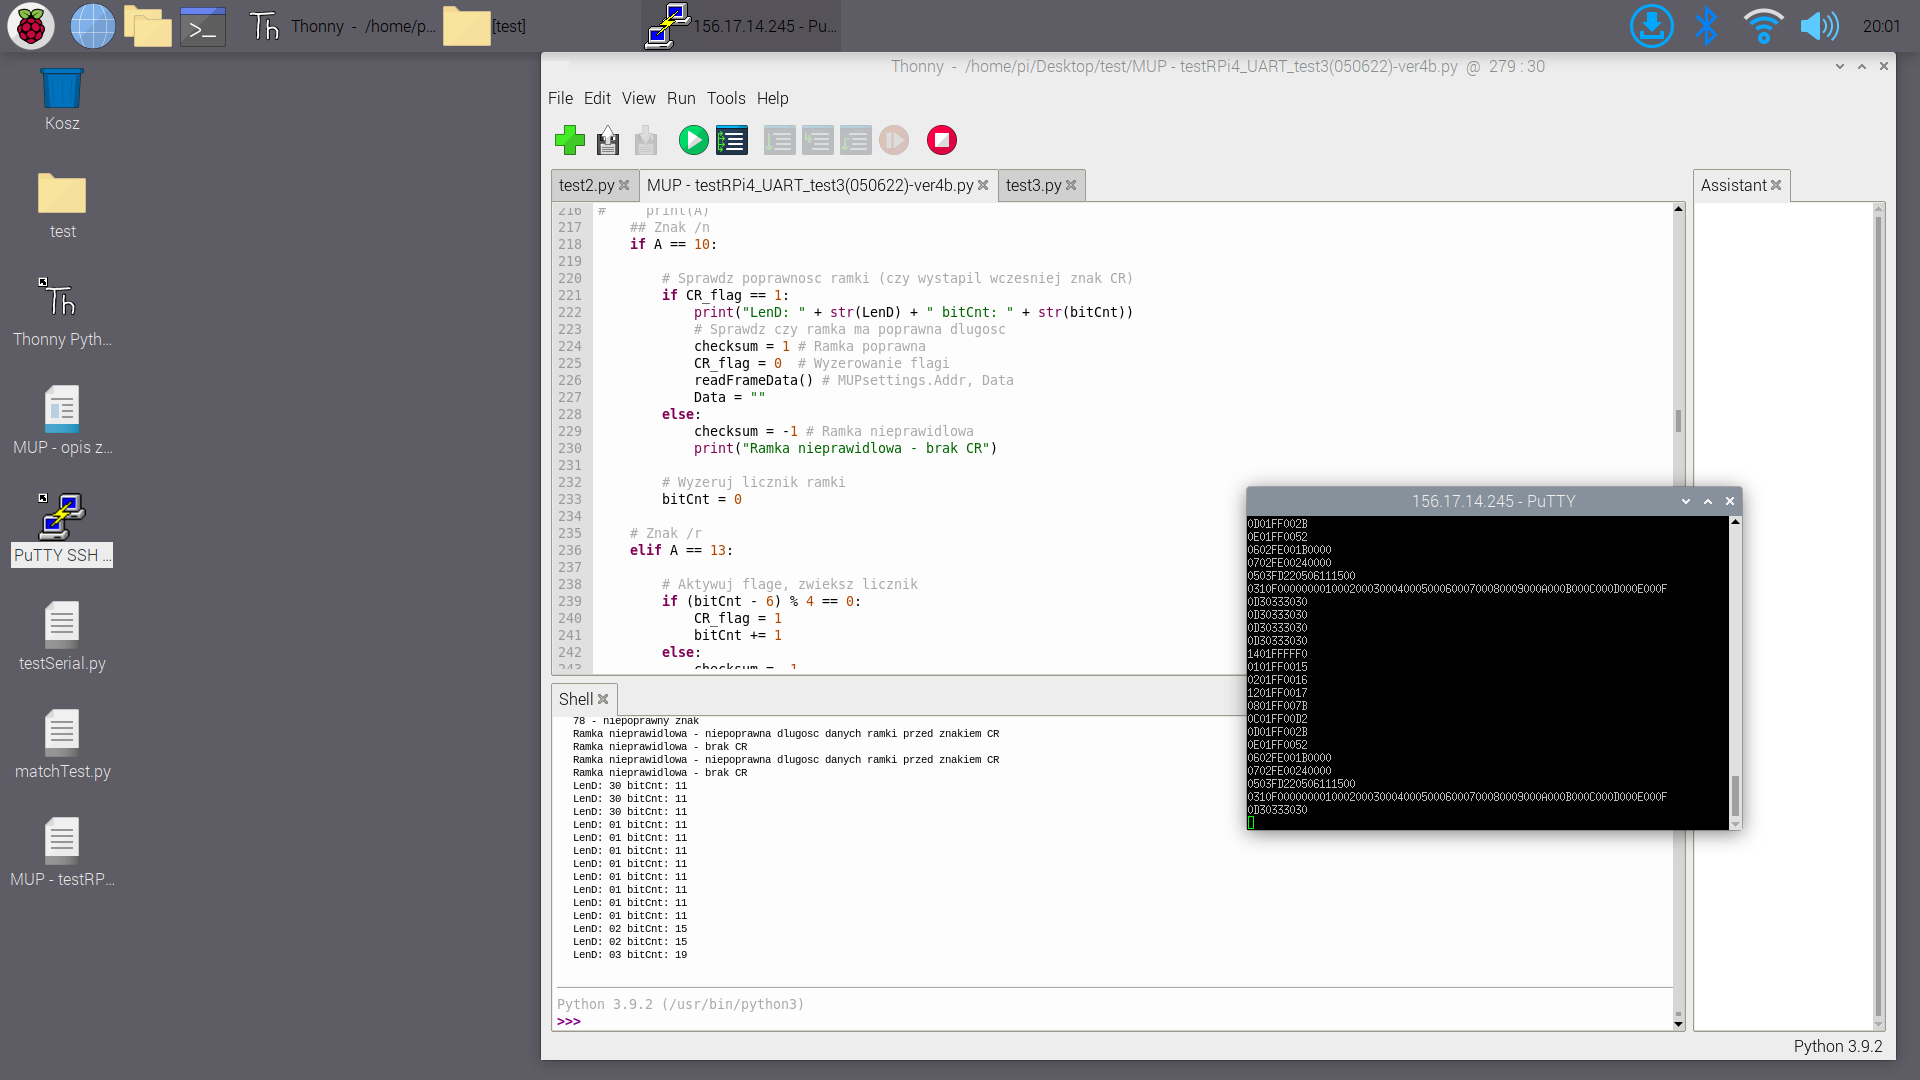 Thonny - /home/p...
[test]
156.17.14.245 - Pu...
20:01
Kosz
test
Thonny Pyth...
MUP - opis z...
PuTTY SSH ...
testSerial.py
matchTest.py
MUP - testRP...
Thonny - /home/pi/Desktop/test/MUP - testRPi4_UART_test3(050622)-ver4b.py @ 279 : 30
File Edit View Run Tools Help
test2.py
MUP - testRPi4_UART_test3(050622)-ver4b.py
test3.py
Assistant
216 #     print(A)
217     ## Znak /n
218     if A == 10:
219
220         # Sprawdz poprawnosc ramki (czy wystapil wczesniej znak CR)
221         if CR_flag == 1:
222             print("LenD: " + str(LenD) + " bitCnt: " + str(bitCnt))
223             # Sprawdz czy ramka ma poprawna dlugosc
224             checksum = 1 # Ramka poprawna
225             CR_flag = 0  # Wyzerowanie flagi
226             readFrameData() # MUPsettings.Addr, Data
227             Data = ""
228         else:
229             checksum = -1 # Ramka nieprawidlowa
230             print("Ramka nieprawidlowa - brak CR")
231
232         # Wyzeruj licznik ramki
233         bitCnt = 0
234
235     # Znak /r
236     elif A == 13:
237
238         # Aktywuj flage, zwieksz licznik
239         if (bitCnt - 6) % 4 == 0:
240             CR_flag = 1
241             bitCnt += 1
242         else:
243             checksum = -1
Shell
78 - niepoprawny znak
Ramka nieprawidlowa - niepoprawna dlugosc danych ramki przed znakiem CR
Ramka nieprawidlowa - brak CR
Ramka nieprawidlowa - niepoprawna dlugosc danych ramki przed znakiem CR
Ramka nieprawidlowa - brak CR
LenD: 30 bitCnt: 11
LenD: 30 bitCnt: 11
LenD: 30 bitCnt: 11
LenD: 01 bitCnt: 11
LenD: 01 bitCnt: 11
LenD: 01 bitCnt: 11
LenD: 01 bitCnt: 11
LenD: 01 bitCnt: 11
LenD: 01 bitCnt: 11
LenD: 01 bitCnt: 11
LenD: 01 bitCnt: 11
LenD: 02 bitCnt: 15
LenD: 02 bitCnt: 15
LenD: 03 bitCnt: 19
Python 3.9.2 (/usr/bin/python3)
>>>
Python 3.9.2
156.17.14.245 - PuTTY
0D01FF002B
0E01FF0052
0602FE001B0000
0702FE00240000
0503FD220506111500
0310F00000000100020003000400050006000700080009000A000B000C000D000E000F
0D30333030
0D30333030
0D30333030
0D30333030
1401FFFFF0
0101FF0015
0201FF0016
1201FF0017
0801FF007B
0C01FF00D2
0D01FF002B
0E01FF0052
0602FE001B0000
0702FE00240000
0503FD220506111500
0310F00000000100020003000400050006000700080009000A000B000C000D000E000F
0D30333030